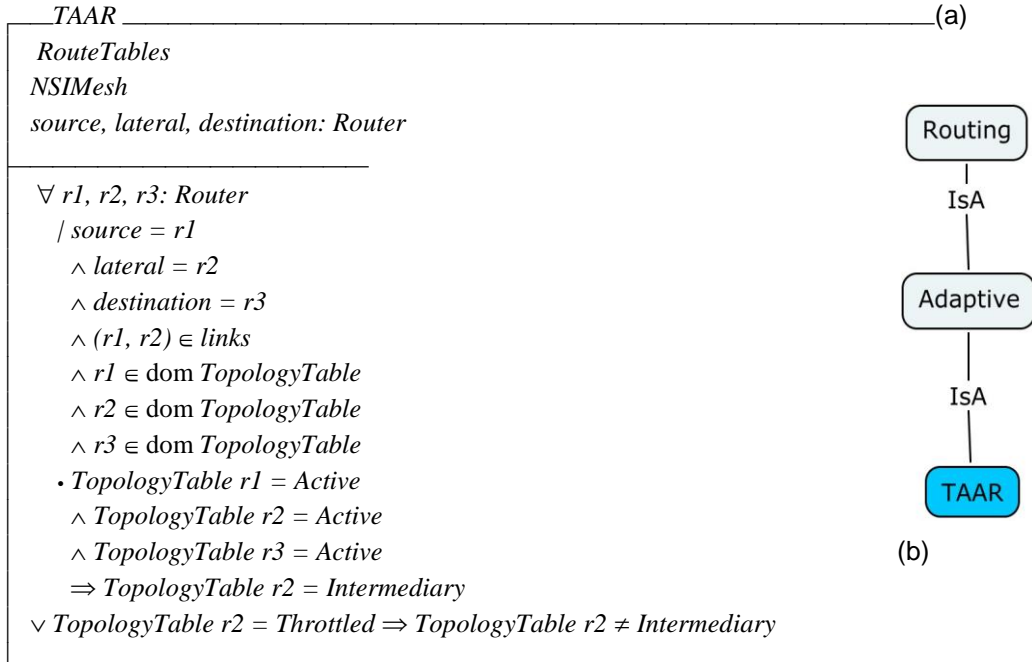 TAAR (a)
RouteTables
NSIMesh
source, lateral, destination: Router
∀ r1, r2, r3: Router
| source = r1
∧ lateral = r2
∧ destination = r3
∧ (r1, r2) ∈ links
∧ r1 ∈ dom TopologyTable
∧ r2 ∈ dom TopologyTable
∧ r3 ∈ dom TopologyTable
• TopologyTable r1 = Active
∧ TopologyTable r2 = Active
∧ TopologyTable r3 = Active
⇒ TopologyTable r2 = Intermediary
∨ TopologyTable r2 = Throttled ⇒ TopologyTable r2 ≠ Intermediary
Routing
IsA
Adaptive
IsA
TAAR
(b)